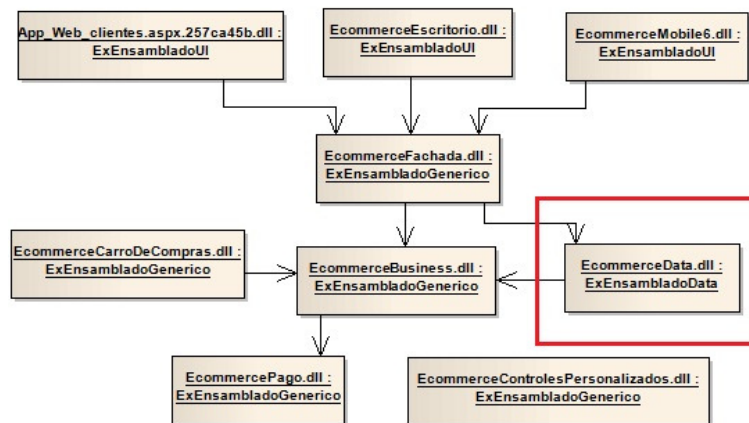 App_Web_clientes.aspx.257ca45b.dll :
ExEnsambladoUI
EcommerceEscritorio.dll :
ExEnsambladoUI
EcommerceMobile6.dll :
ExEnsambladoUI
EcommerceFachada.dll :
ExEnsambladoGenerico
EcommerceCarroDeCompras.dll :
ExEnsambladoGenerico
EcommerceBusiness.dll :
ExEnsambladoGenerico
EcommerceData.dll :
ExEnsambladoData
EcommercePago.dll :
ExEnsambladoGenerico
EcommerceControlesPersonalizados.dll :
ExEnsambladoGenerico